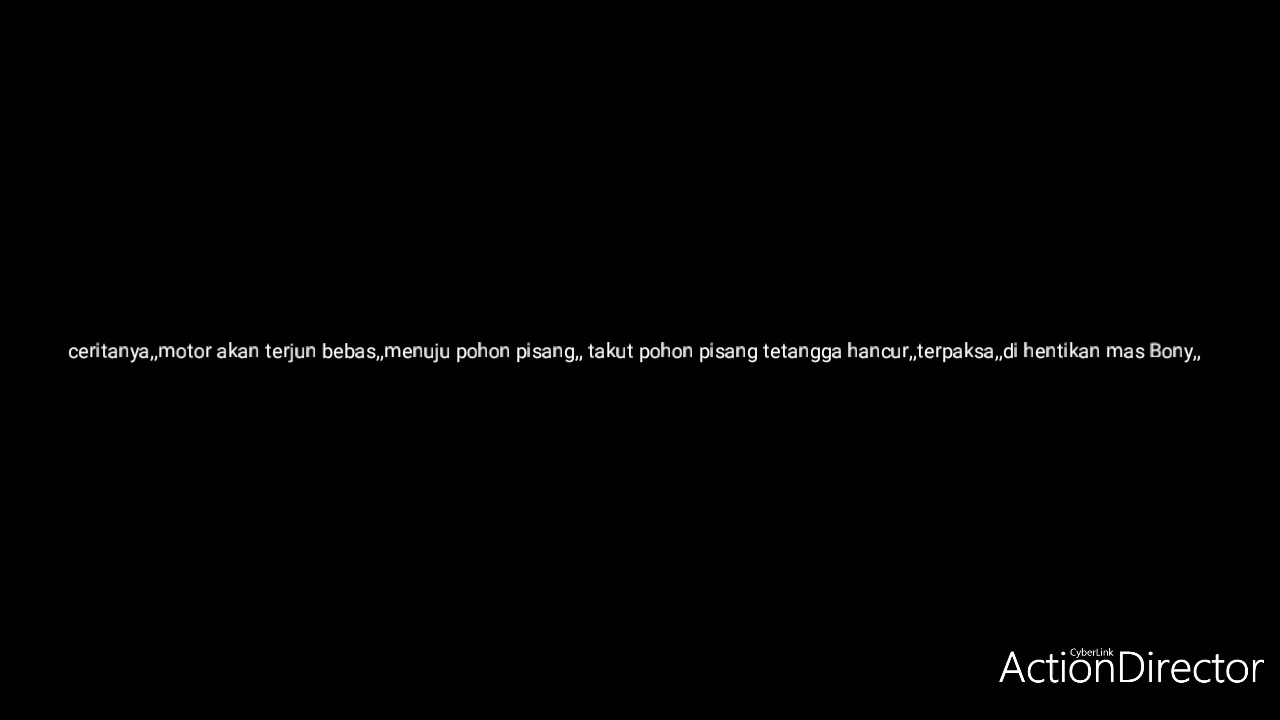 ceritanya,,motor akan terjun bebas,,menuju pohon pisang,, takut pohon pisang tetangga hancur,,terpaksa,,di hentikan mas Bony,,
CyberLink
ActionDirector